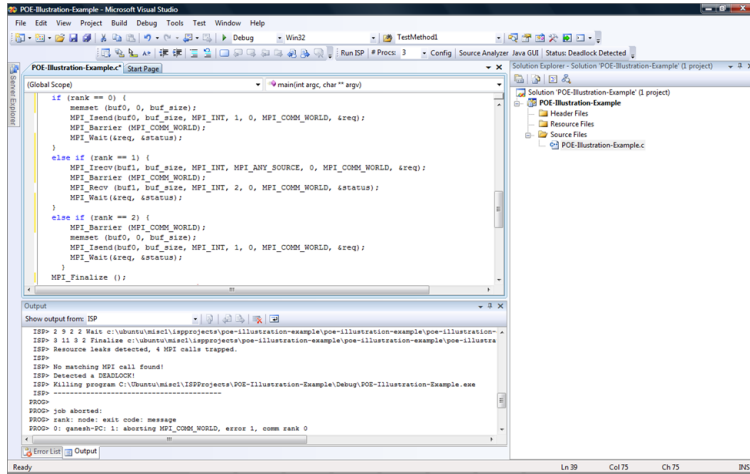 POE-Illustration-Example - Microsoft Visual Studio
File Edit View Project Build Debug Tools Test Window Help
Debug Win32 TestMethod1
Run ISP # Procs: 3 Config Source Analyzer Java GUI Status: Deadlock Detected
Server Explorer
POE-Illustration-Example.c* Start Page
(Global Scope) main(int argc, char ** argv)
if (rank == 0) {
memset (buf0, 0, buf_size);
MPI_Isend(buf0, buf_size, MPI_INT, 1, 0, MPI_COMM_WORLD, &req);
MPI_Barrier (MPI_COMM_WORLD);
MPI_Wait(&req, &status);
}
else if (rank == 1) {
MPI_Irecv(buf1, buf_size, MPI_INT, MPI_ANY_SOURCE, 0, MPI_COMM_WORLD, &req);
MPI_Barrier (MPI_COMM_WORLD);
MPI_Recv (buf1, buf_size, MPI_INT, 2, 0, MPI_COMM_WORLD, &status);
MPI_Wait(&req, &status);
}
else if (rank == 2) {
MPI_Barrier (MPI_COMM_WORLD);
memset (buf0, 0, buf_size);
MPI_Isend(buf0, buf_size, MPI_INT, 1, 0, MPI_COMM_WORLD, &req);
MPI_Wait(&req, &status);
}
MPI_Finalize ();
Solution Explorer - Solution 'POE-Illustration-Example' (1 project)
Solution 'POE-Illustration-Example' (1 project)
POE-Illustration-Example
Header Files
Resource Files
Source Files
POE-Illustration-Example.c
Output
Show output from: ISP
ISP> 2 9 2 2 Wait c:\ubuntu\misc1\ispprojects\poe-illustration-example\poe-illustration-example\poe-illustration-
ISP> 3 11 3 2 Finalize c:\ubuntu\misc1\ispprojects\poe-illustration-example\poe-illustration-example\poe-illustra
ISP> Resource leaks detected, 4 MPI calls trapped.
ISP>
ISP> No matching MPI call found!
ISP> Detected a DEADLOCK!
ISP> Killing program C:\Ubuntu\misc1\ISPProjects\POE-Illustration-Example\Debug\POE-Illustration-Example.exe
ISP> ----------------------------------------
PROG>
PROG> job aborted:
PROG> rank: node: exit code: message
PROG> 0: ganesh-PC: 1: aborting MPI_COMM_WORLD, error 1, comm rank 0
Error List Output
Ready Ln 39 Col 75 Ch 75 INS